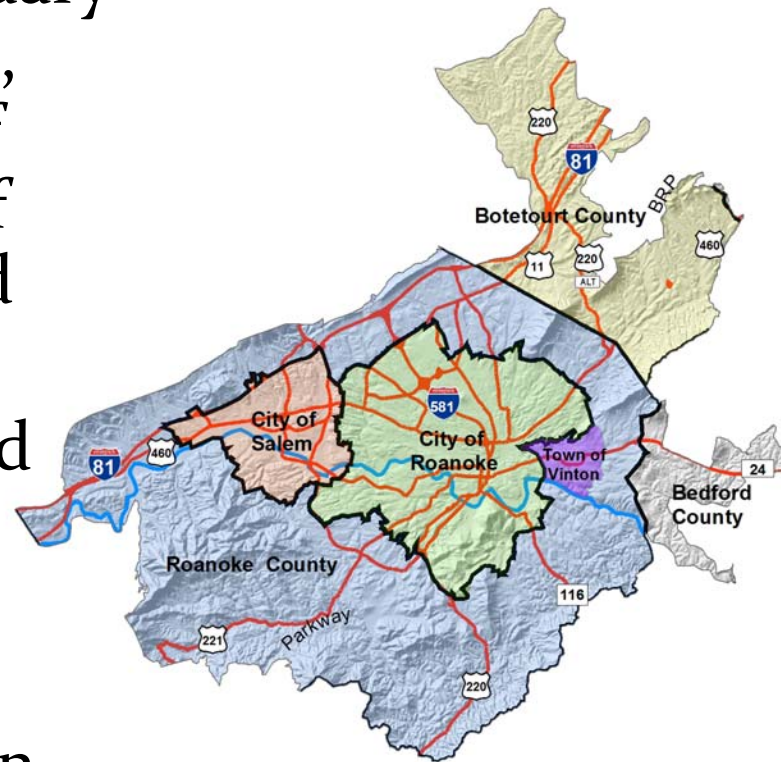 ,
f
d
d
220
81
Botetourt County
BRP
460
11
220
ALT
581
City of
Salem
City of
Roanoke
Town of
Vinton
81
460
24
Bedford
County
Roanoke County
116
221
Parkway
220